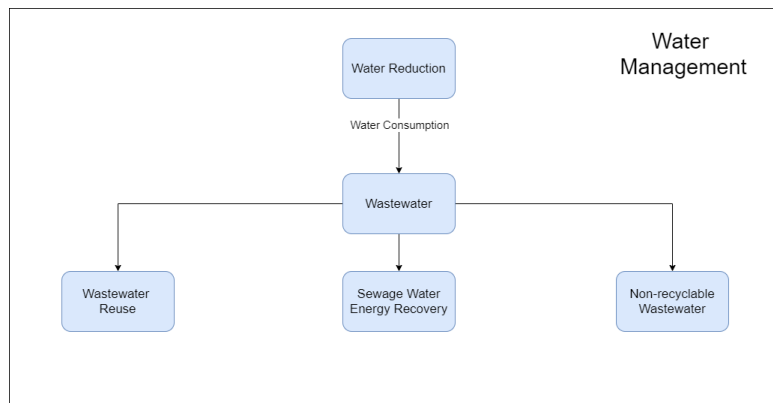 Water
Management
Water Reduction
Water Consumption
Wastewater
Wastewater
Reuse
Sewage Water
Energy Recovery
Non-recyclable
Wastewater